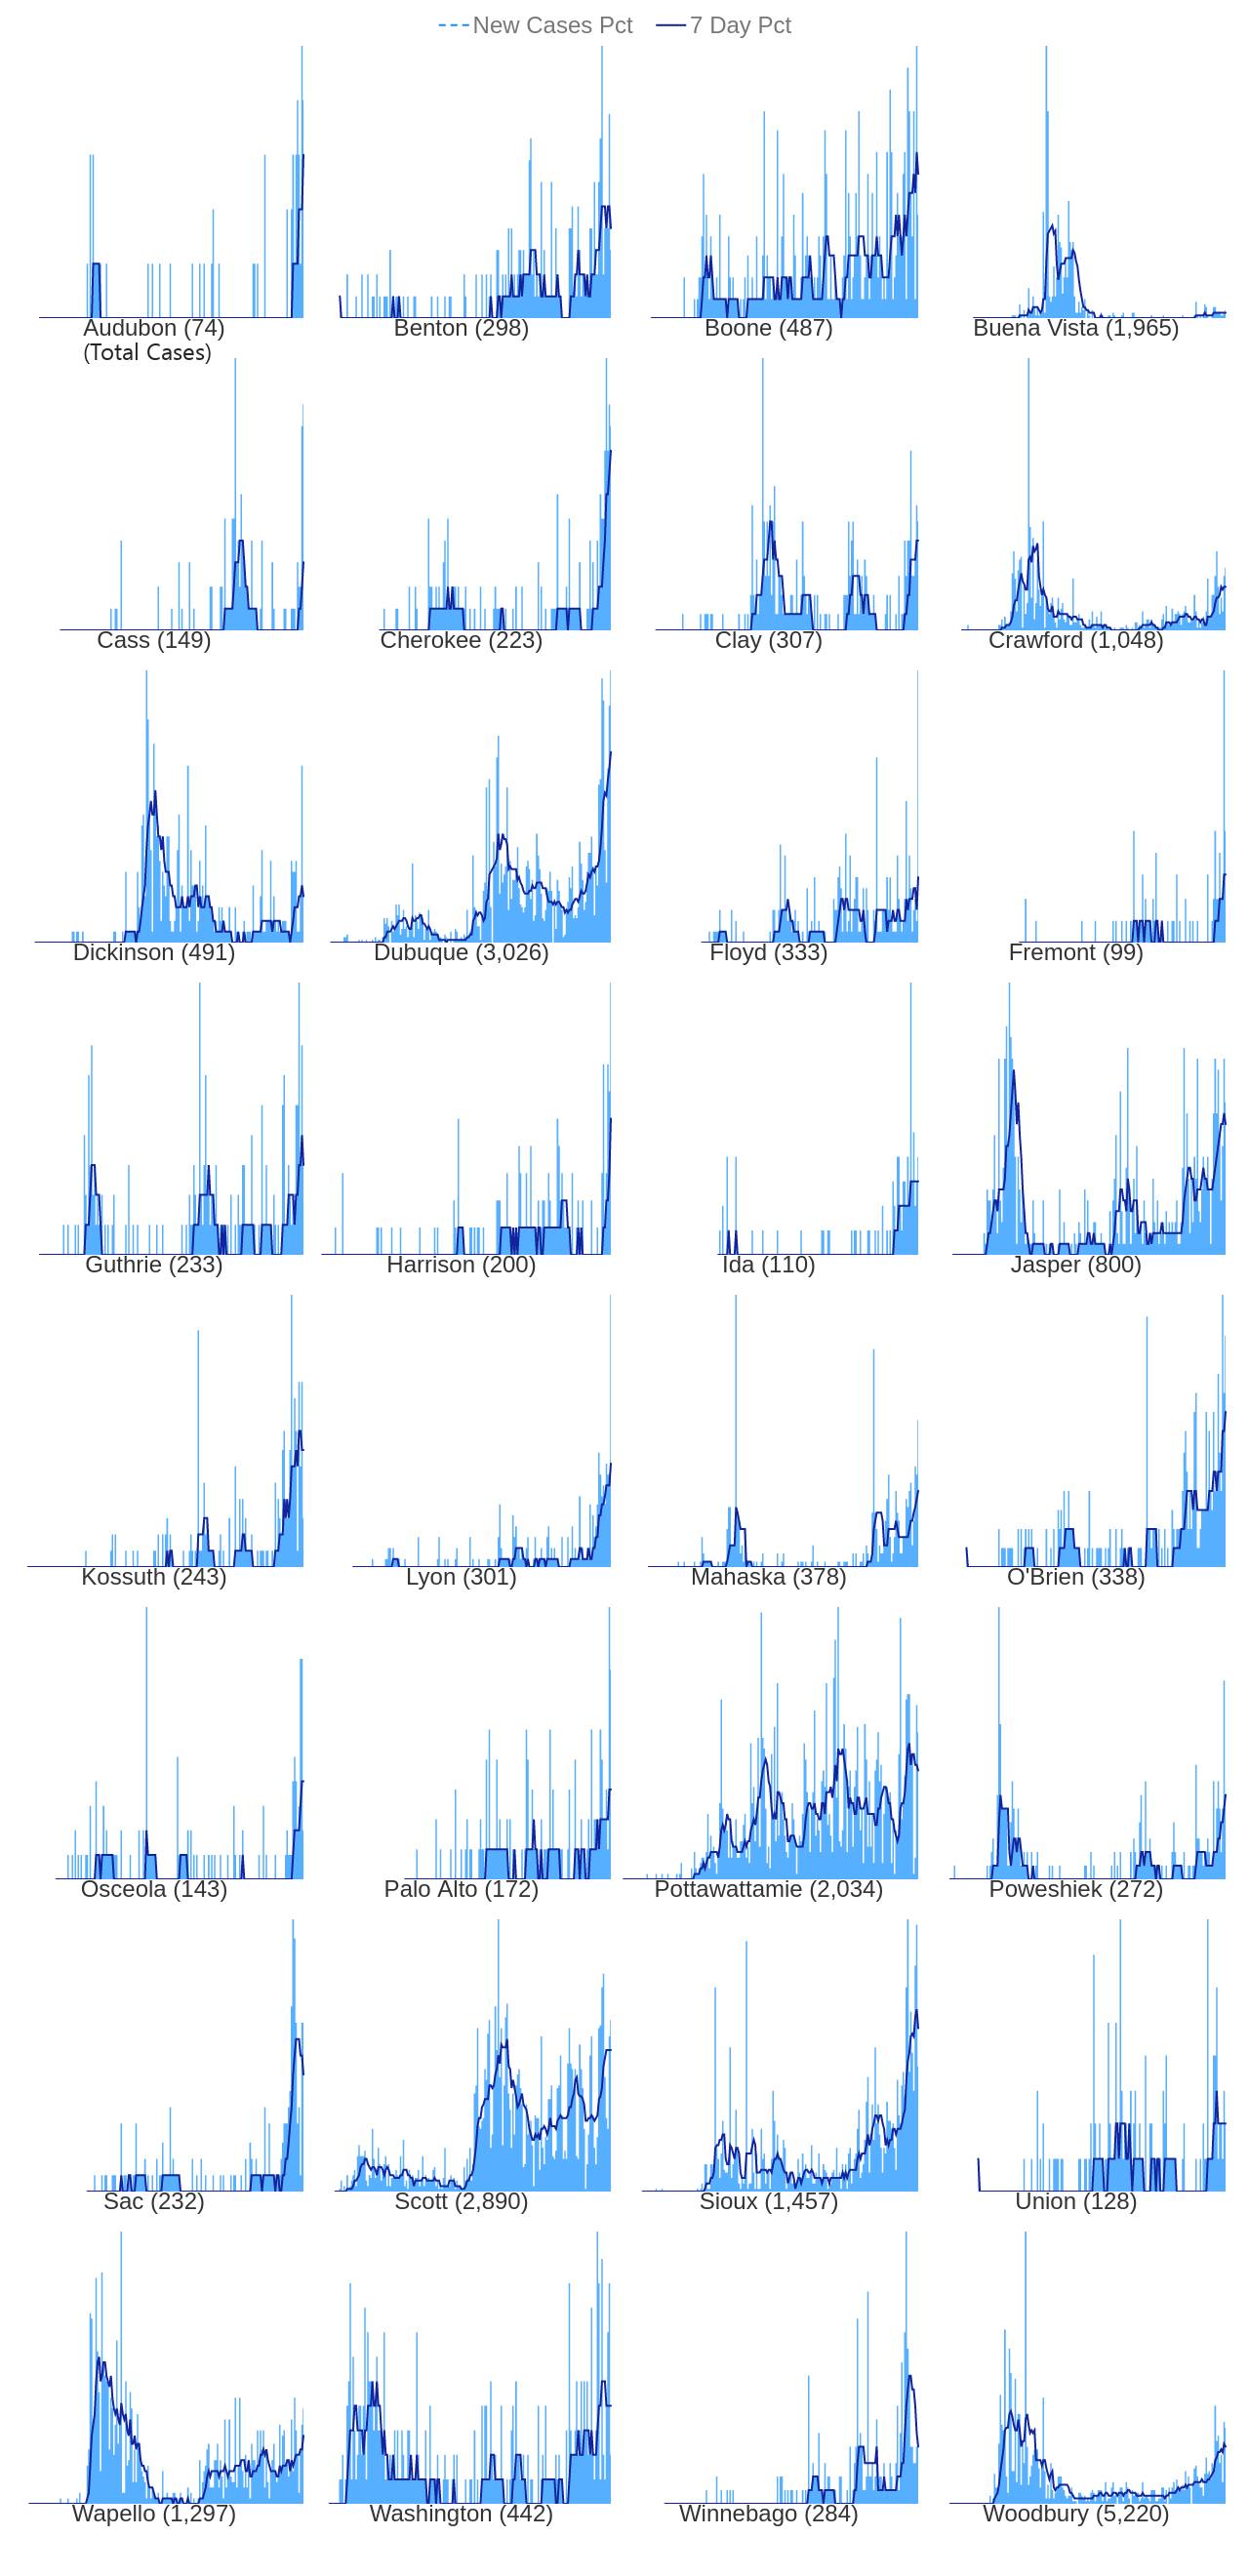 New Cases Pct 7 Day Pct
Audubon (74) Benton (298) Boone (487) Buena Vista (1,965)
(Total Cases)
Cass (149) Cherokee (223) Clay (307) Crawford (1,048)
Dickinson (491) Dubuque (3,026) Floyd (333) Fremont (99)
Guthrie (233) Harrison (200) Ida (110) Jasper (800)
Kossuth (243) Lyon (301) Mahaska (378) O'Brien (338)
Osceola (143) Palo Alto (172) Pottawattamie (2,034) Poweshiek (272)
Sac (232) Scott (2,890) Sioux (1,457) Union (128)
Wapello (1,297) Washington (442) Winnebago (284) Woodbury (5,220)